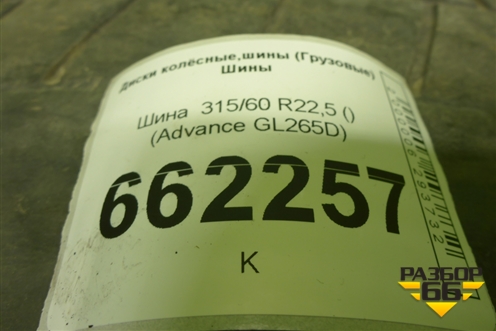 Диски колёсные,шины (Грузовые)
Шины
Шина 315/60 R22,5 ()
(Advance GL265D)
662257
К
РАЗБОР
66